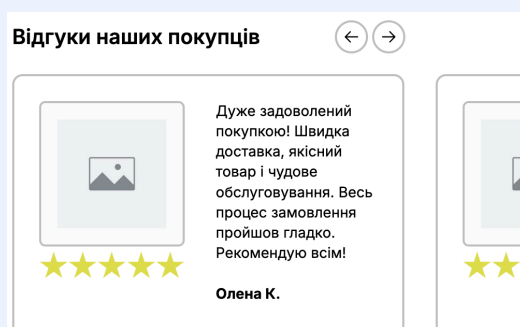 Відгуки наших покупців
Дуже задоволений
покупкою! Швидка
доставка, якісний
товар і чудове
обслуговування. Весь
процес замовлення
пройшов гладко.
Рекомендую всім!
Олена К.